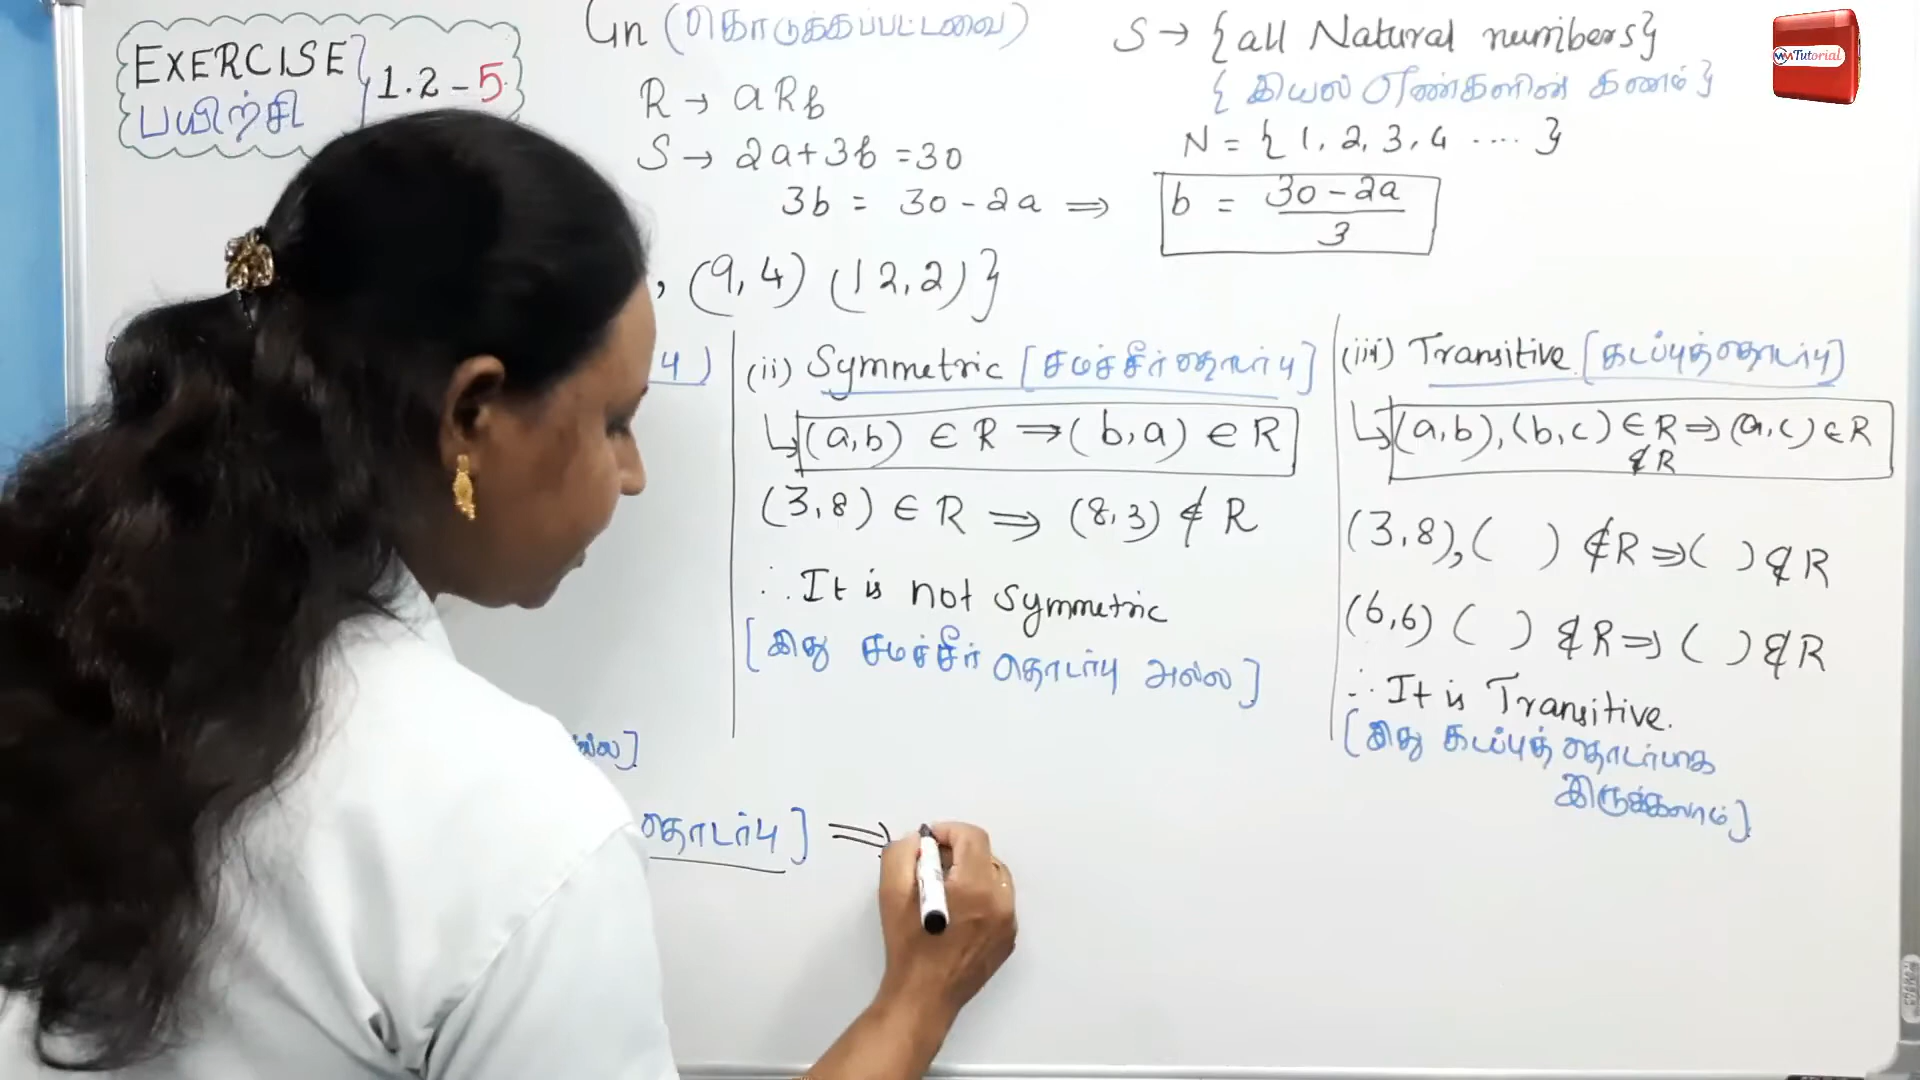 EXERCISE
பயிற்சி
1.2 - 5
Gn (கொடுக்கப்பட்டவை)
R → aRb
S → 2a+3b = 30
3b = 30 - 2a ⇒
S → {all Natural numbers}
{இயல் எண்களின் கணம்}
N = {1, 2, 3, 4 ....}
b = 30 - 2a / 3
Tutorial
, (9,4) (12,2)}
4)
(ii) Symmetric [சமச்சீர் தொடர்பு]
(a,b) ∈ R ⇒ (b,a) ∈ R
(3,8) ∈ R ⇒ (8,3) ∉ R
∴ It is not symmetric
[இது சமச்சீர் தொடர்பு அல்ல]
(iii) Transitive [கடப்புத்தொடர்பு]
(a,b), (b,c) ∈ R ⇒ (a,c) ∈ R
∉ R
(3,8), ( ) ∉ R ⇒ ( ) ∉ R
(6,6) ( ) ∉ R ⇒ ( ) ∉ R
∴ It is Transitive.
[இது கடப்புத் தொடர்பாக
இருக்கலாம்]
தொடர்பு] ⇒